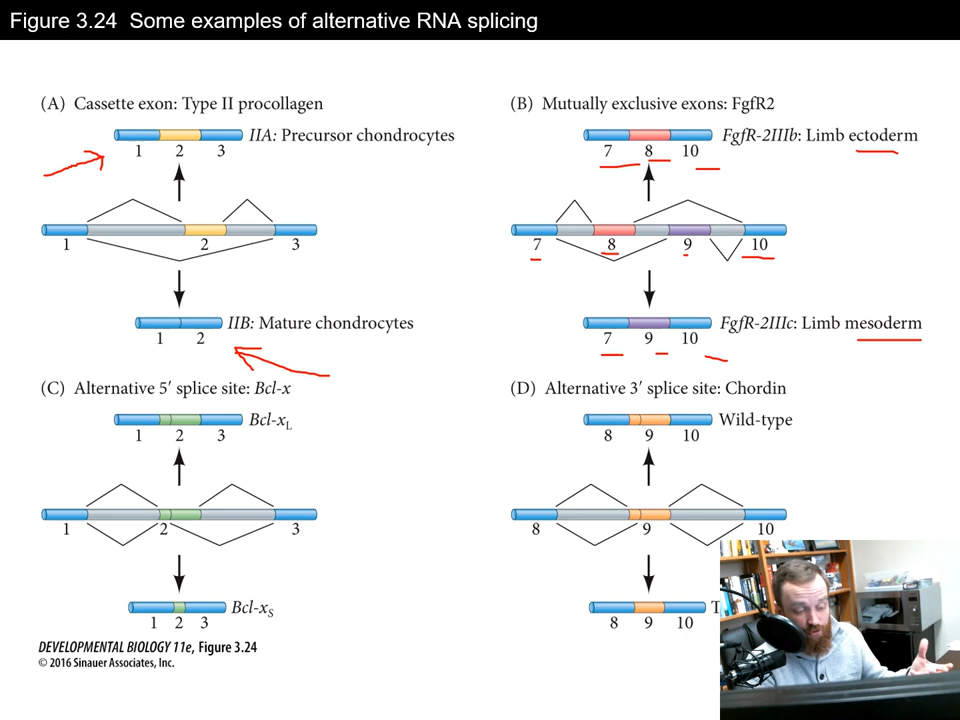 Figure 3.24 Some examples of alternative RNA splicing
(A) Cassette exon: Type II procollagen
IIA: Precursor chondrocytes
1 2 3
1 2 3
IIB: Mature chondrocytes
1 2
(B) Mutually exclusive exons: FgfR2
FgfR-2IIIb: Limb ectoderm
7 8 10
7 8 9 10
FgfR-2IIIc: Limb mesoderm
7 9 10
(C) Alternative 5′ splice site: Bcl-x
Bcl-xL
1 2 3
1 2 3
Bcl-xS
1 2 3
(D) Alternative 3′ splice site: Chordin
Wild-type
8 9 10
8 9 10
T
8 9 10
DEVELOPMENTAL BIOLOGY 11e, Figure 3.24
© 2016 Sinauer Associates, Inc.